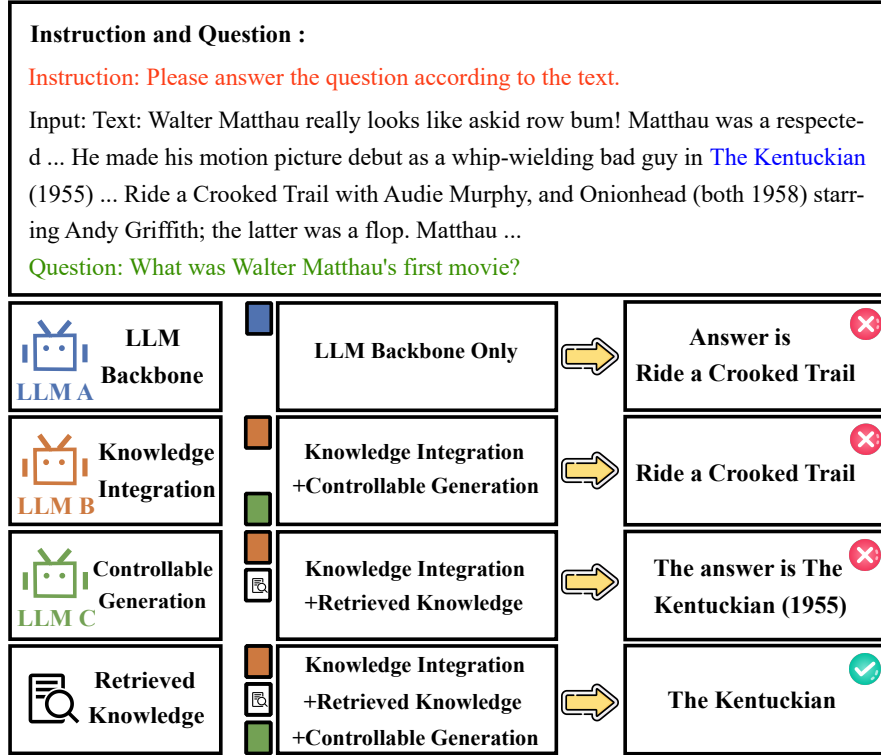 Instruction and Question :
Instruction: Please answer the question according to the text.
Input: Text: Walter Matthau really looks like askid row bum! Matthau was a respecte-
d ... He made his motion picture debut as a whip-wielding bad guy in The Kentuckian
(1955) ... Ride a Crooked Trail with Audie Murphy, and Onionhead (both 1958) starr-
ing Andy Griffith; the latter was a flop. Matthau ...
Question: What was Walter Matthau's first movie?
LLM
Backbone
LLM A
LLM Backbone Only
Answer is
Ride a Crooked Trail
Knowledge
Integration
LLM B
Knowledge Integration
+Controllable Generation
Ride a Crooked Trail
Controllable
Generation
LLM C
Knowledge Integration
+Retrieved Knowledge
The answer is The
Kentuckian (1955)
Retrieved
Knowledge
Knowledge Integration
+Retrieved Knowledge
+Controllable Generation
The Kentuckian